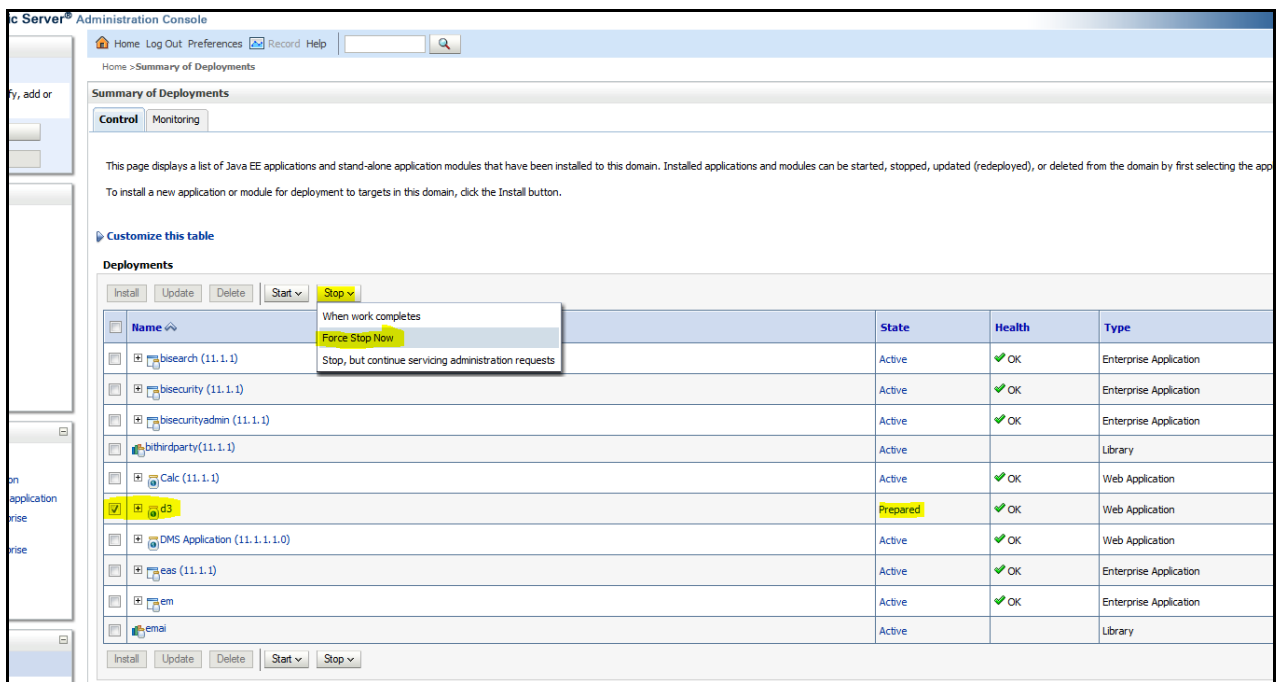 ic Server® Administration Console
Home Log Out Preferences Record Help
Home >Summary of Deployments
fy, add or
Summary of Deployments
Control Monitoring
This page displays a list of Java EE applications and stand-alone application modules that have been installed to this domain. Installed applications and modules can be started, stopped, updated (redeployed), or deleted from the domain by first selecting the app
To install a new application or module for deployment to targets in this domain, click the Install button.
Customize this table
Deployments
Install Update Delete Start Stop
When work completes
Force Stop Now
Stop, but continue servicing administration requests
Name State Health Type
bisearch (11.1.1) Active OK Enterprise Application
bisecurity (11.1.1) Active OK Enterprise Application
bisecurityadmin (11.1.1) Active OK Enterprise Application
bithirdparty(11.1.1) Active Library
Calc (11.1.1) Active OK Web Application
d3 Prepared OK Web Application
DMS Application (11.1.1.1.0) Active OK Web Application
eas (11.1.1) Active OK Enterprise Application
em Active OK Enterprise Application
emai Active Library
Install Update Delete Start Stop
on
application
prise
prise